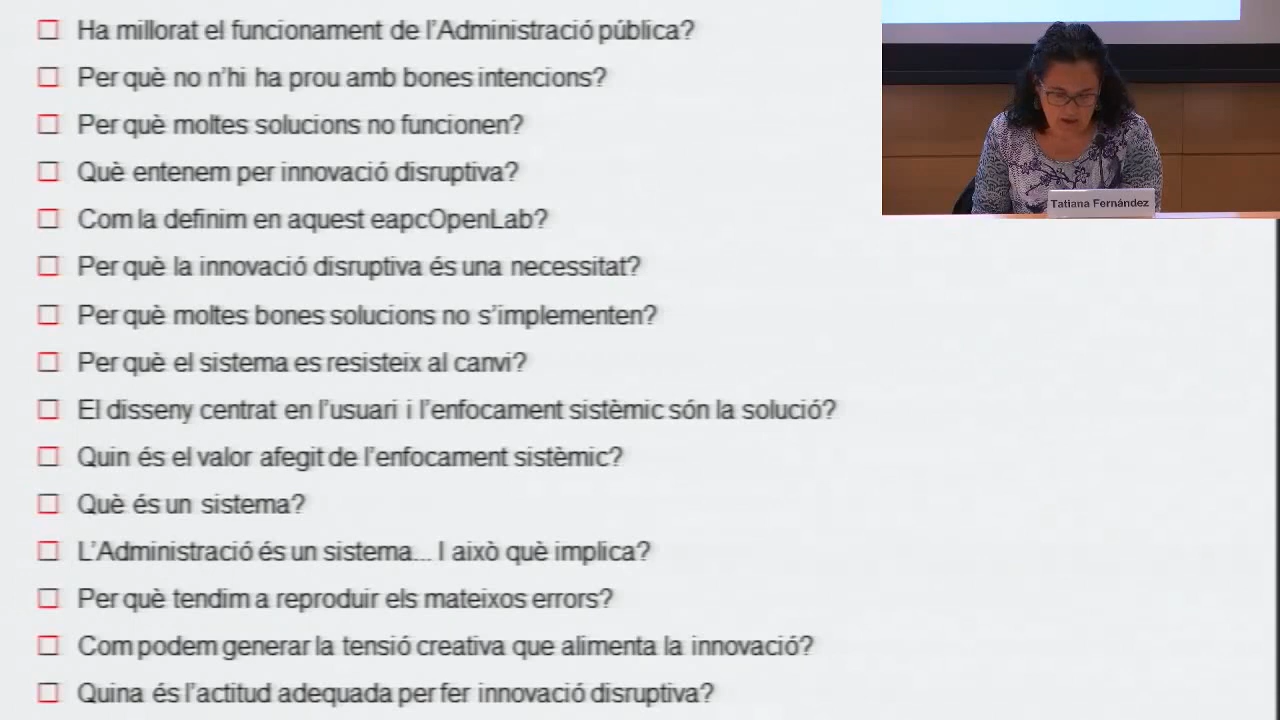 Ha millorat el funcionament de l'Administració pública?
Per què no n'hi ha prou amb bones intencions?
Per què moltes solucions no funcionen?
Què entenem per innovació disruptiva?
Com la definim en aquest eapcOpenLab?
Per què la innovació disruptiva és una necessitat?
Per què moltes bones solucions no s'implementen?
Per què el sistema es resisteix al canvi?
El disseny centrat en l'usuari i l'enfocament sistèmic són la solució?
Quin és el valor afegit de l'enfocament sistèmic?
Què és un sistema?
L'Administració és un sistema... I això què implica?
Per què tendim a reproduir els mateixos errors?
Com podem generar la tensió creativa que alimenta la innovació?
Quina és l'actitud adequada per fer innovació disruptiva?
Tatiana Fernández